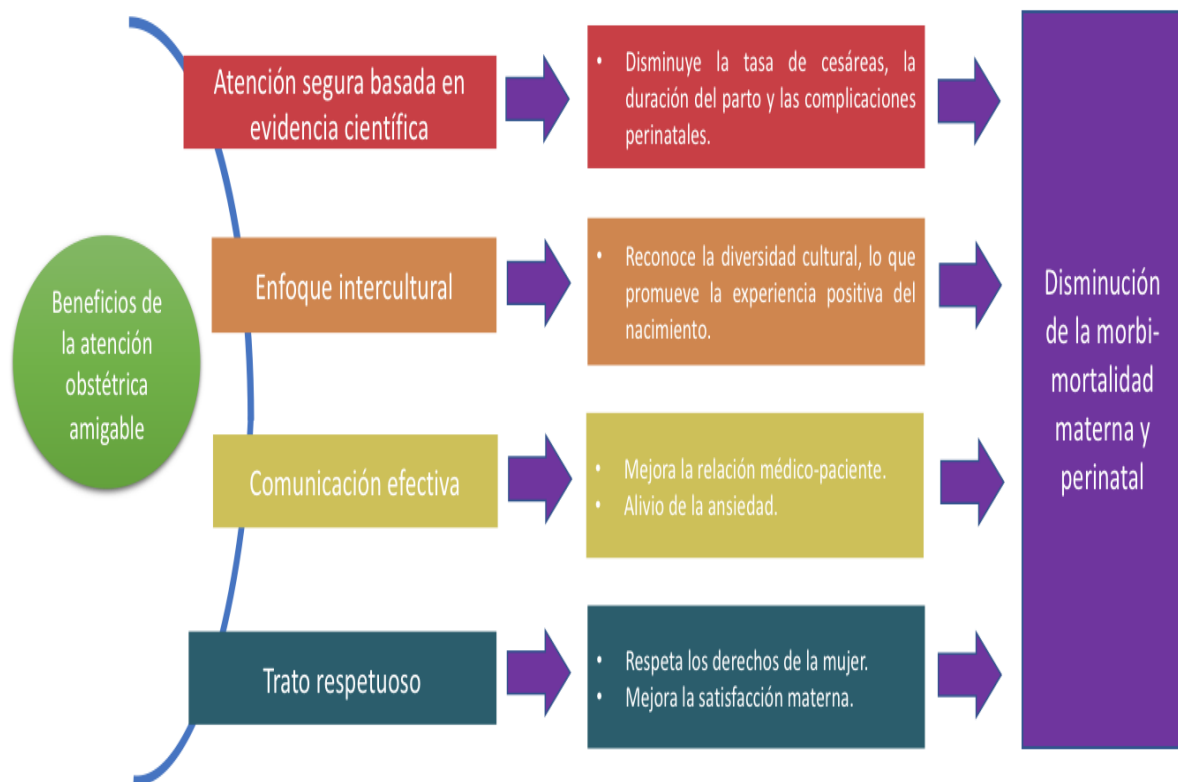 Beneficios de
la atención
obstétrica
amigable
Atención segura basada en
evidencia científica
• Disminuye la tasa de cesáreas, la
duración del parto y las complicaciones
perinatales.
Enfoque intercultural
• Reconoce la diversidad cultural, lo que
promueve la experiencia positiva del
nacimiento.
Comunicación efectiva
• Mejora la relación médico-paciente.
• Alivio de la ansiedad.
Trato respetuoso
• Respeta los derechos de la mujer.
• Mejora la satisfacción materna.
Disminución
de la morbi-
mortalidad
materna y
perinatal